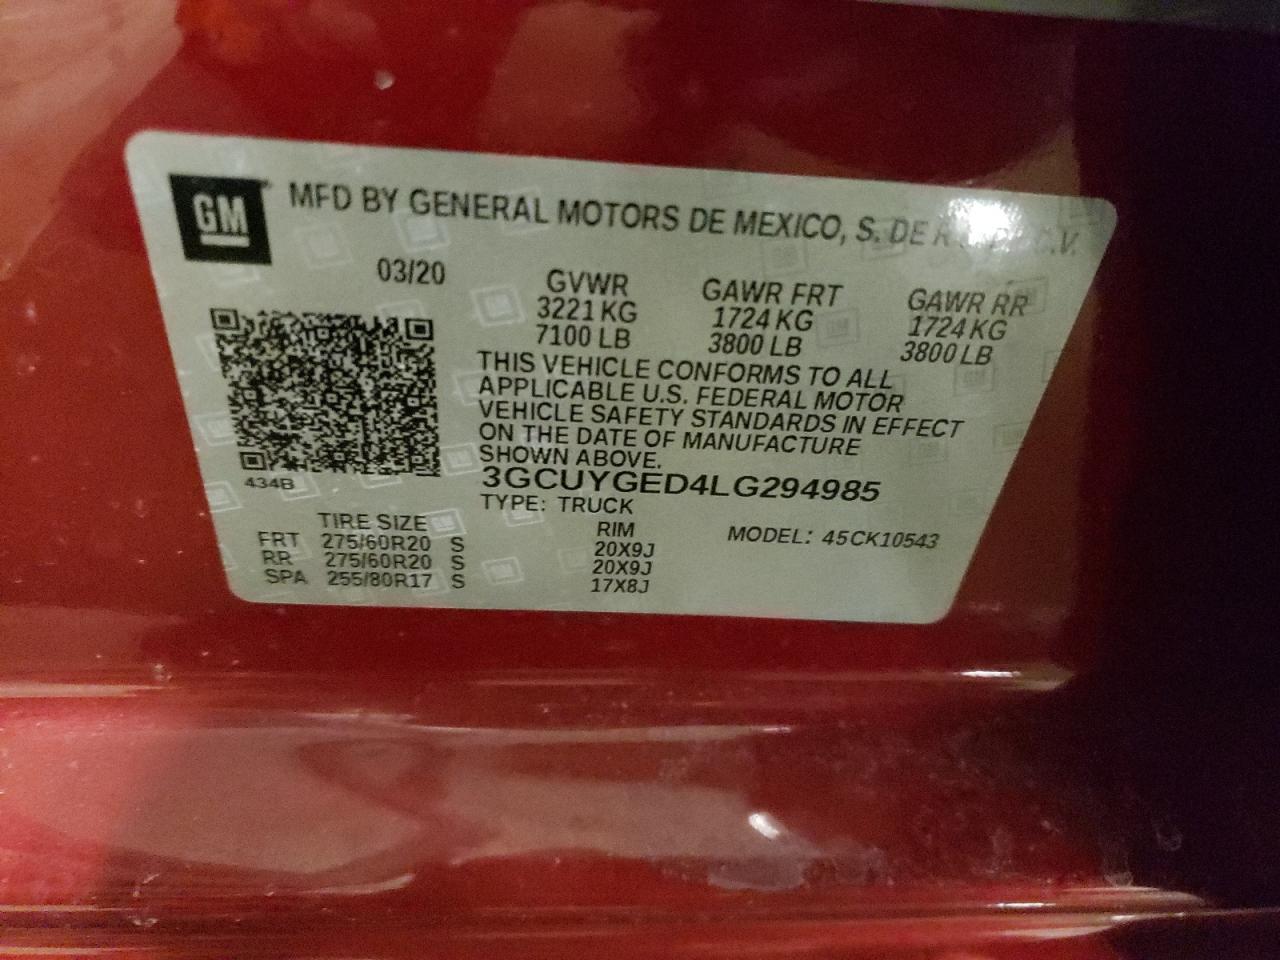 GM MFD BY GENERAL MOTORS DE MEXICO, S. DE R C.V.
03/20
GVWR GAWR FRT GAWR RR
3221 KG 1724 KG 1724 KG
7100 LB 3800 LB 3800 LB
THIS VEHICLE CONFORMS TO ALL
APPLICABLE U.S. FEDERAL MOTOR
VEHICLE SAFETY STANDARDS IN EFFECT
ON THE DATE OF MANUFACTURE
SHOWN ABOVE.
434B
3GCUYGED4LG294985
TYPE: TRUCK
TIRE SIZE RIM MODEL: 45CK10543
FRT 275/60R20 S 20X9J
RR 275/60R20 S 20X9J
SPA 255/80R17 S 17X8J